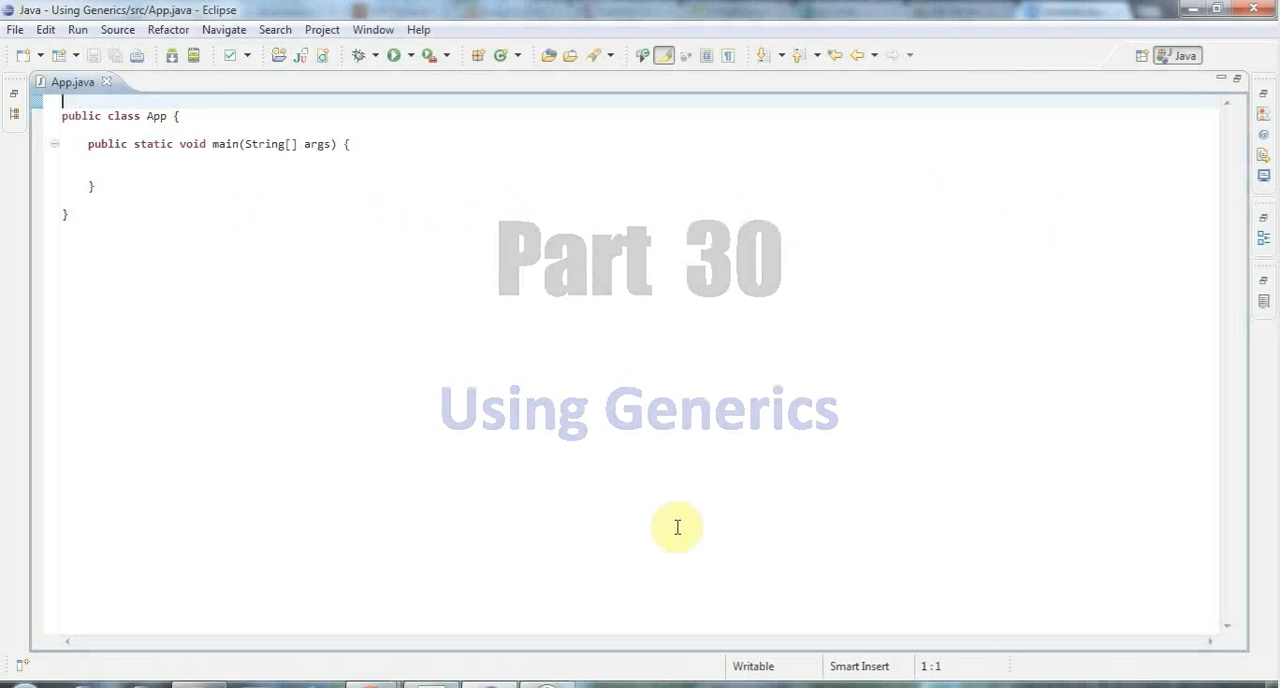 Java - Using Generics/src/App.java - Eclipse
File Edit Run Source Refactor Navigate Search Project Window Help
Java
App.java
public class App {
public static void main(String[] args) {
}
}
Part 30
Using Generics
Writable Smart Insert 1 : 1